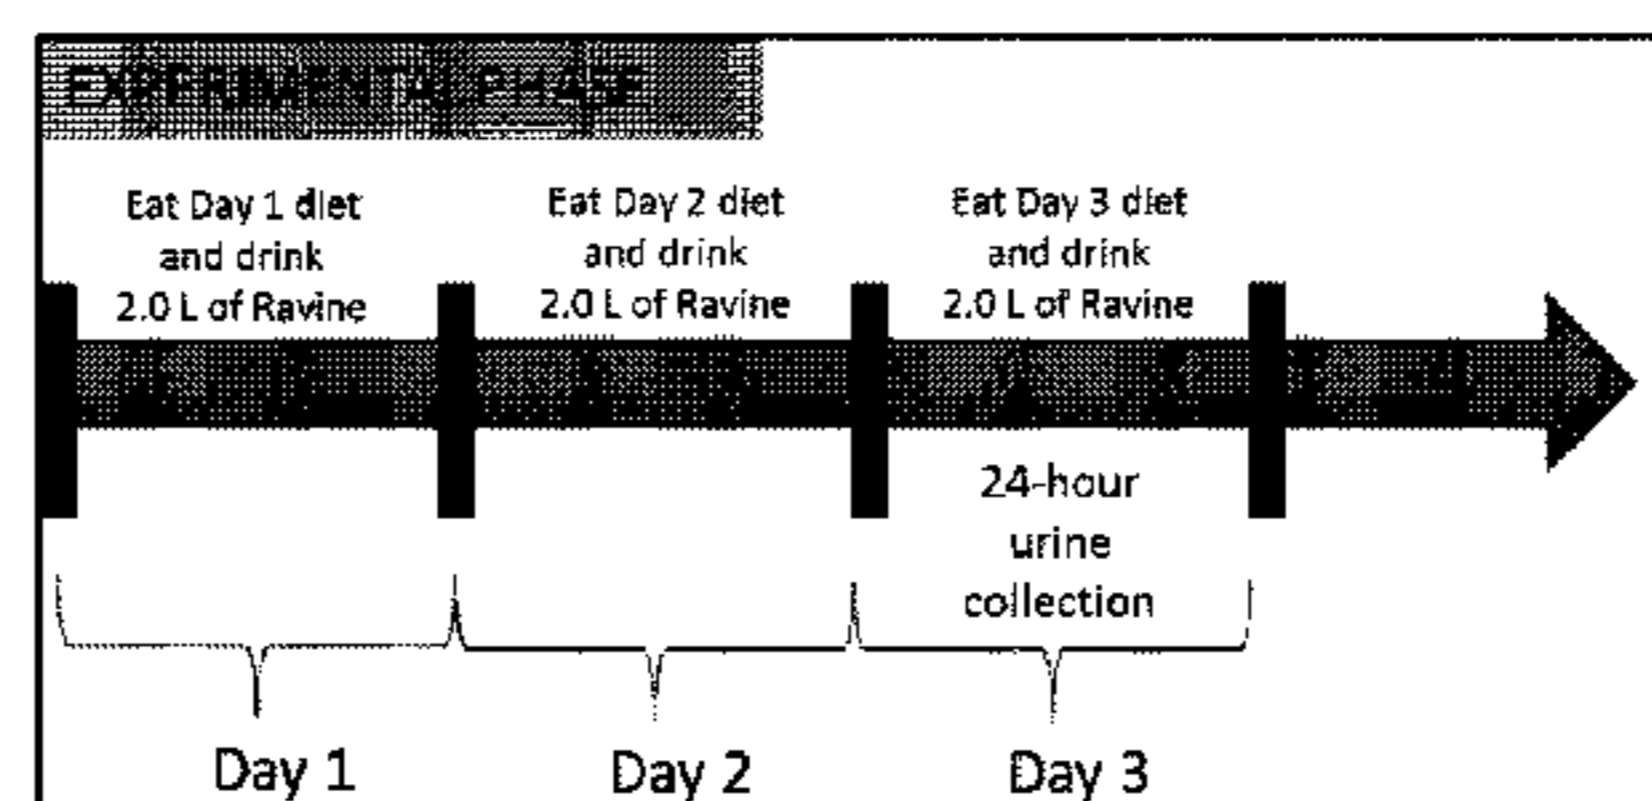 EXPERIMENTAL PHASE
Eat Day 1 diet
and drink
2.0 L of Ravine
Eat Day 2 diet
and drink
2.0 L of Ravine
Eat Day 3 diet
and drink
2.0 L of Ravine
24-hour
urine
collection
Day 1
Day 2
Day 3